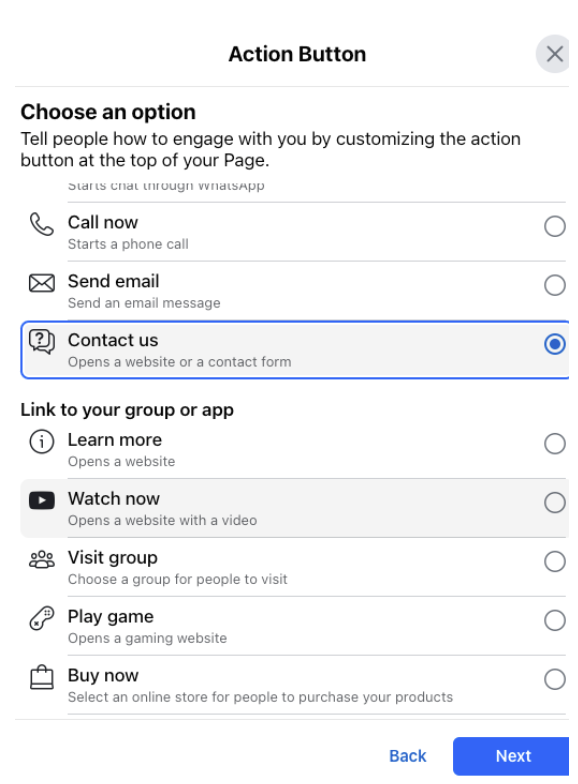 Action Button
Choose an option
Tell people how to engage with you by customizing the action
button at the top of your Page.
Starts chat through WhatsApp
Call now
Starts a phone call
Send email
Send an email message
Contact us
Opens a website or a contact form
Link to your group or app
Learn more
Opens a website
Watch now
Opens a website with a video
Visit group
Choose a group for people to visit
Play game
Opens a gaming website
Buy now
Select an online store for people to purchase your products
Back
Next